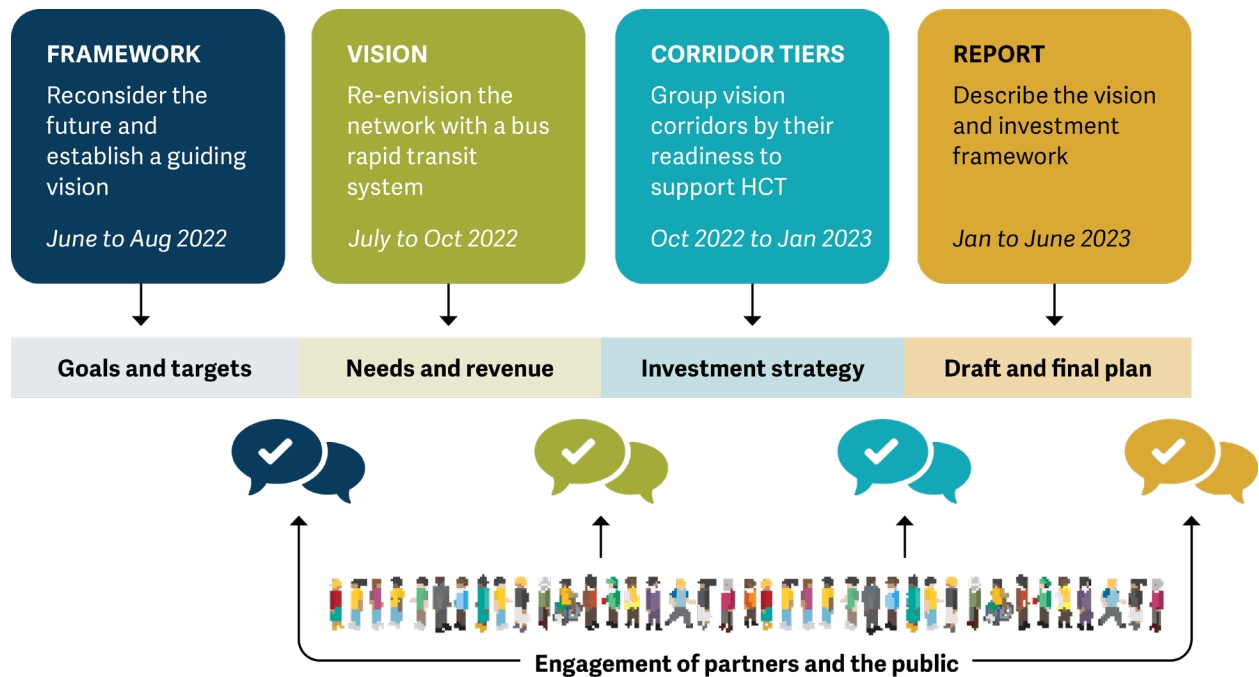 FRAMEWORK
Reconsider the
future and
establish a guiding
vision
June to Aug 2022
VISION
Re-envision the
network with a bus
rapid transit
system
July to Oct 2022
CORRIDOR TIERS
Group vision
corridors by their
readiness to
support HCT
Oct 2022 to Jan 2023
REPORT
Describe the vision
and investment
framework
Jan to June 2023
Goals and targets
Needs and revenue
Investment strategy
Draft and final plan
Engagement of partners and the public